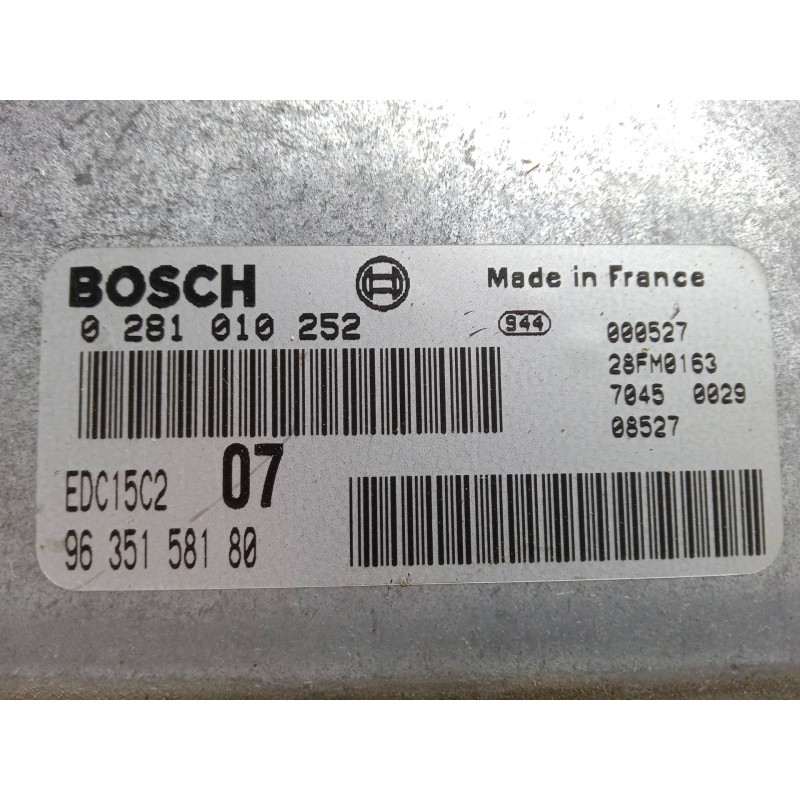 BOSCH Made in France
0 281 010 252 944 000527
28FM0163
7045 0029
08527
EDC15C2 07
96 351 581 80